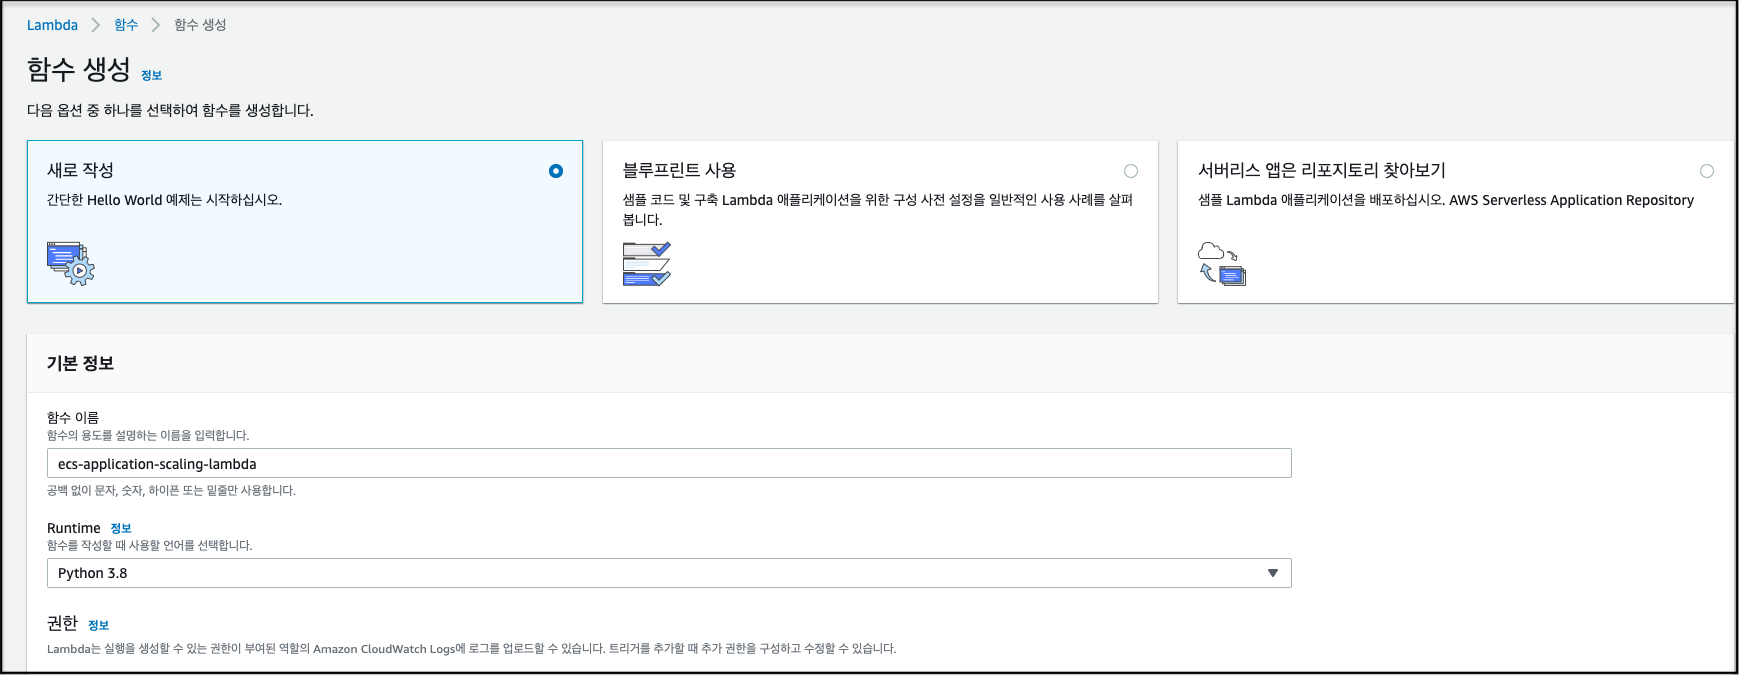 Lambda 함수 함수 생성
함수 생성 정보
다음 옵션 중 하나를 선택하여 함수를 생성합니다.
새로 작성
간단한 Hello World 예제는 시작하십시오.
블루프린트 사용
샘플 코드 및 구축 Lambda 애플리케이션을 위한 구성 사전 설정을 일반적인 사용 사례를 살펴
봅니다.
서버리스 앱은 리포지토리 찾아보기
샘플 Lambda 애플리케이션을 배포하십시오. AWS Serverless Application Repository
기본 정보
함수 이름
함수의 용도를 설명하는 이름을 입력합니다.
ecs-application-scaling-lambda
공백 없이 문자, 숫자, 하이픈 또는 밑줄만 사용합니다.
Runtime 정보
함수를 작성할 때 사용할 언어를 선택합니다.
Python 3.8
권한 정보
Lambda는 실행을 생성할 수 있는 권한이 부여된 역할의 Amazon CloudWatch Logs에 로그를 업로드할 수 있습니다. 트리거를 추가할 때 추가 권한을 구성하고 수정할 수 있습니다.